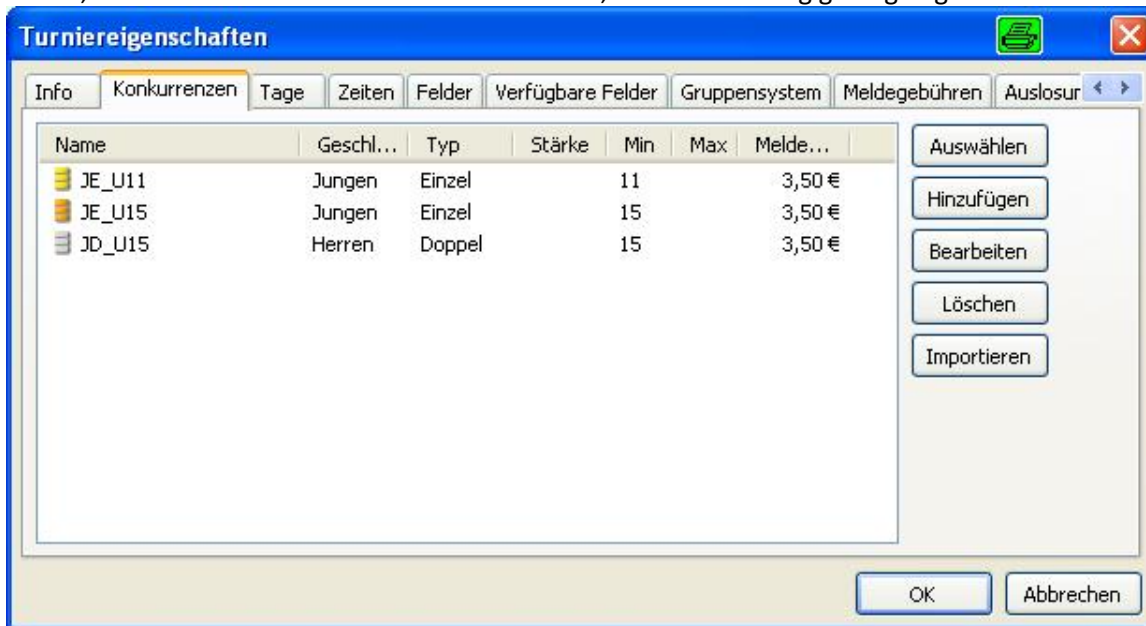 Turniereigenschaften
Info Konkurrenzen Tage Zeiten Felder Verfügbare Felder Gruppensystem Meldegebühren Auslosur
Name Geschl... Typ Stärke Min Max Melde...
JE_U11 Jungen Einzel 11 3,50 €
JE_U15 Jungen Einzel 15 3,50 €
JD_U15 Herren Doppel 15 3,50 €
Auswählen
Hinzufügen
Bearbeiten
Löschen
Importieren
OK Abbrechen